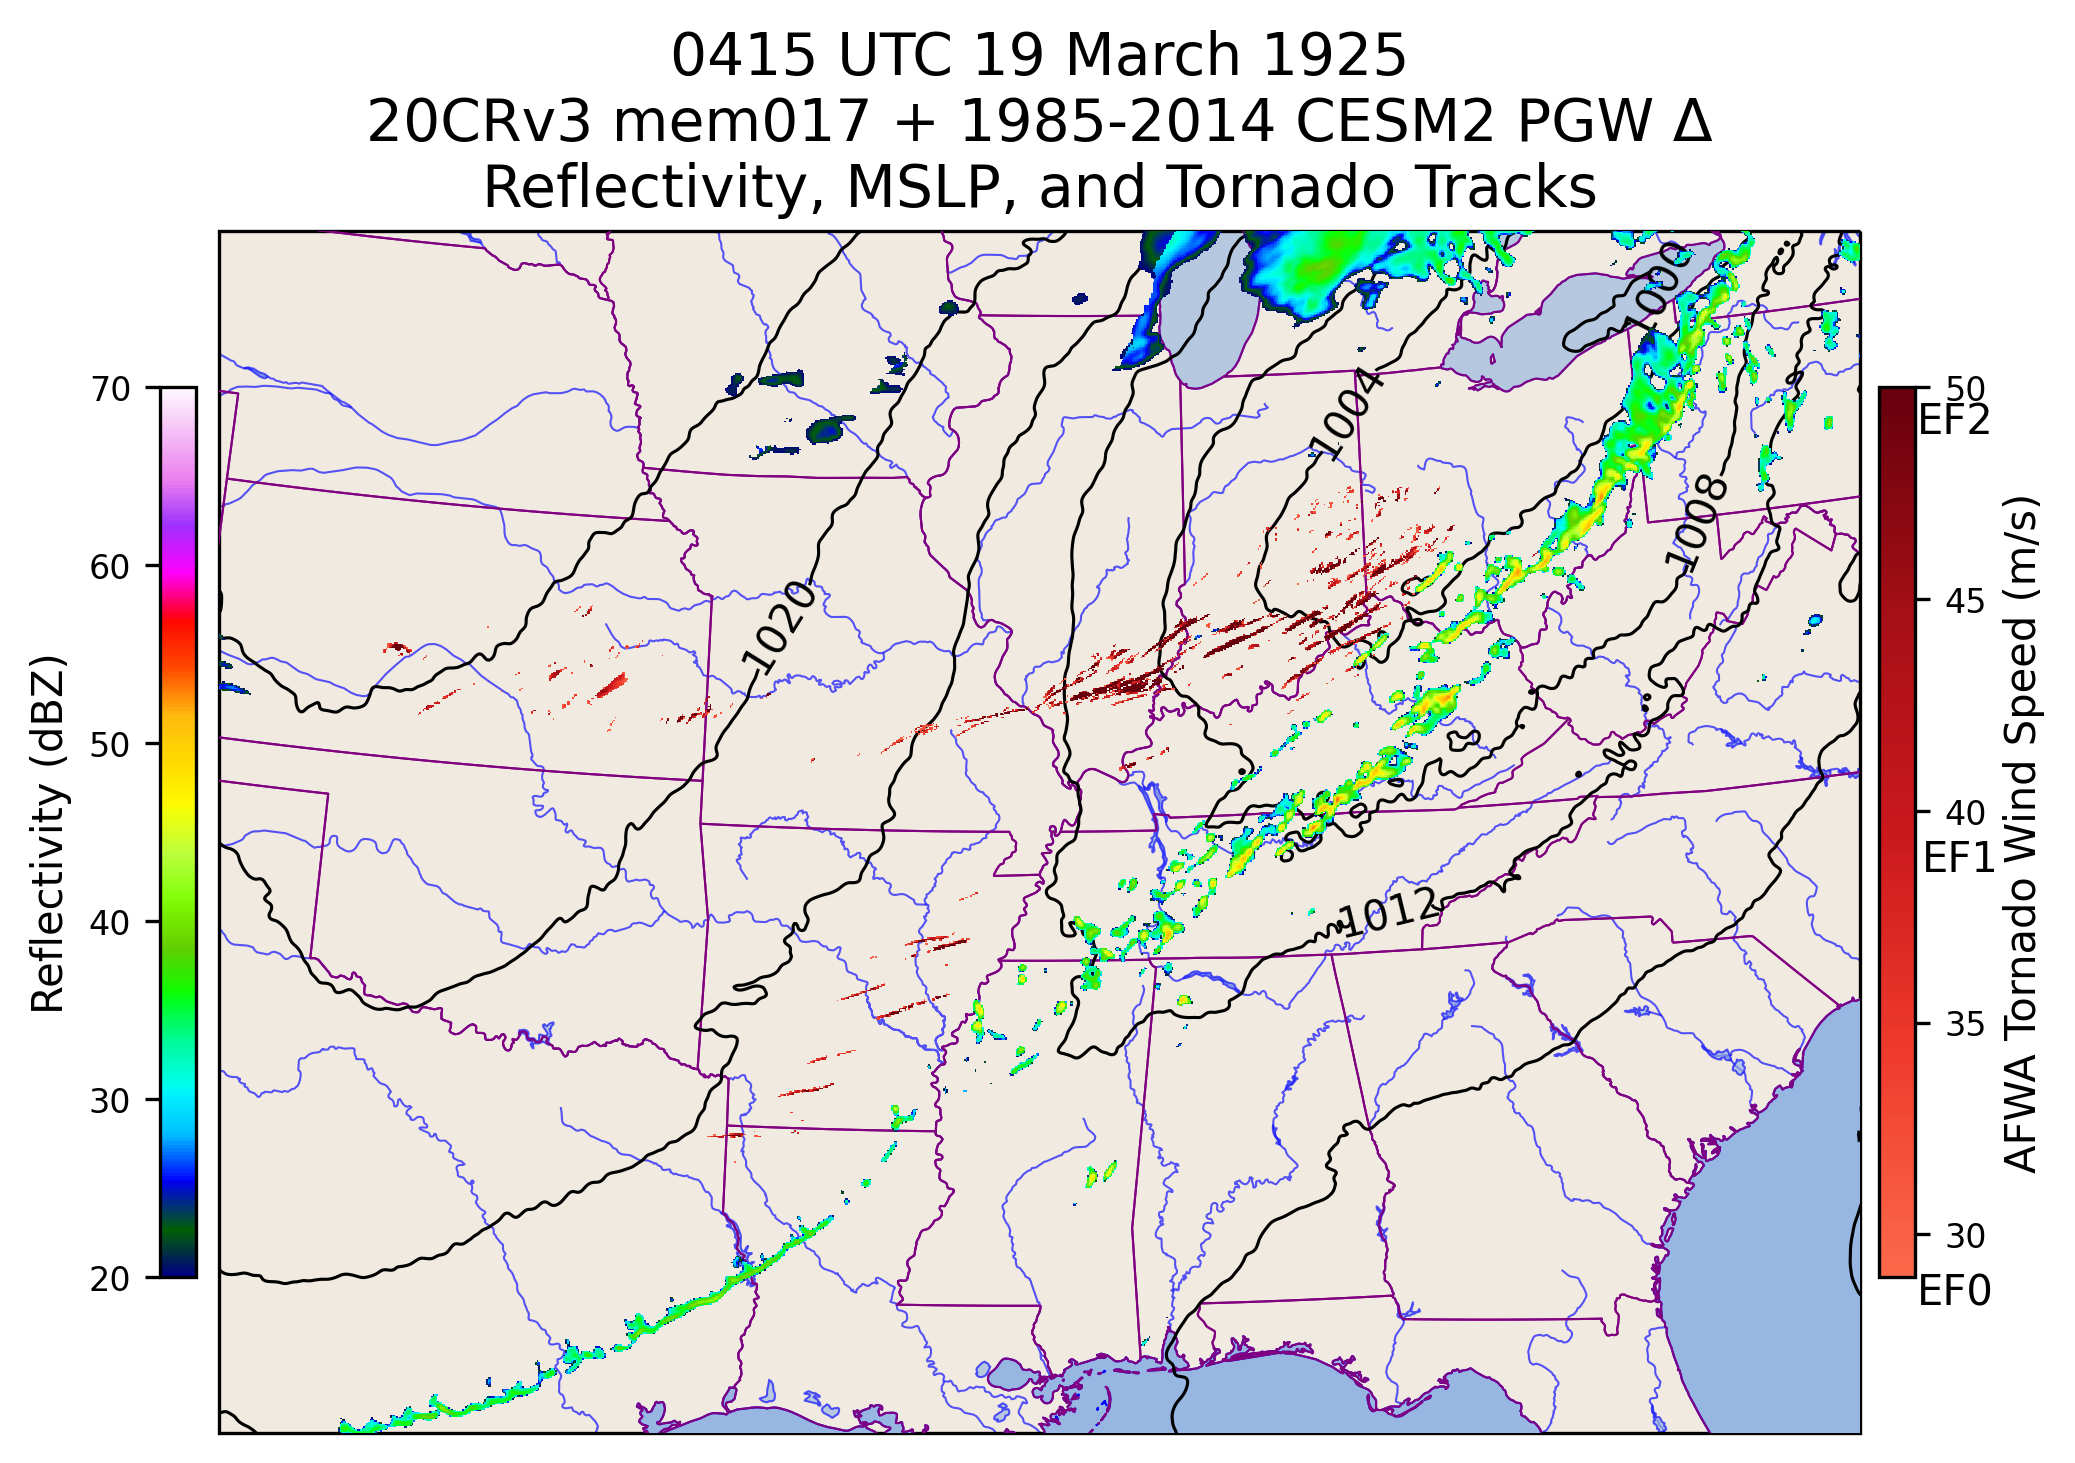 0415 UTC 19 March 1925
20CRv3 mem017 + 1985-2014 CESM2 PGW Δ
Reflectivity, MSLP, and Tornado Tracks
1000
1004
1008
1020
1012
Reflectivity (dBZ)
70
60
50
40
30
20
50
EF2
45
40
EF1
35
30
EF0
AFWA Tornado Wind Speed (m/s)